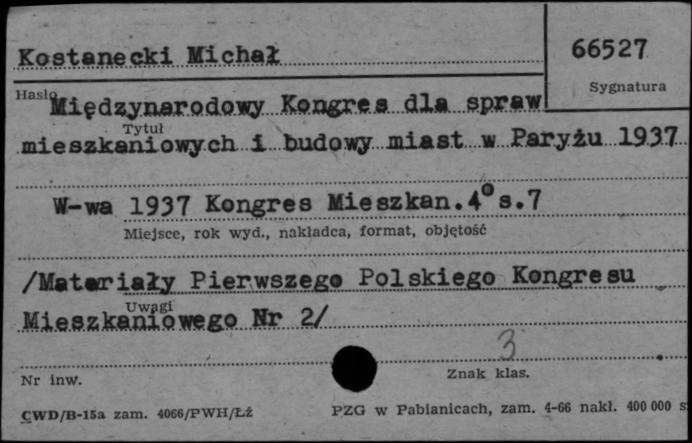 Kostanecki Michał
66527
Hasło
Sygnatura
Międzynarodowy Kongres dla spraw
Tytuł
mieszkaniowych i budowy miast w Paryżu 1937
W-wa 1937 Kongres Mieszkan.4° s.7
Miejsce, rok wyd., nakładca, format, objętość
/Materiały Pierwszego Polskiego Kongresu
Uwagi
Mieszkaniowego Nr 2/
3
Nr inw.
Znak klas.
CWD/B-15a zam. 4066/PWH/Łż
PZG w Pabianicach, zam. 4-66 nakł. 400 000 s